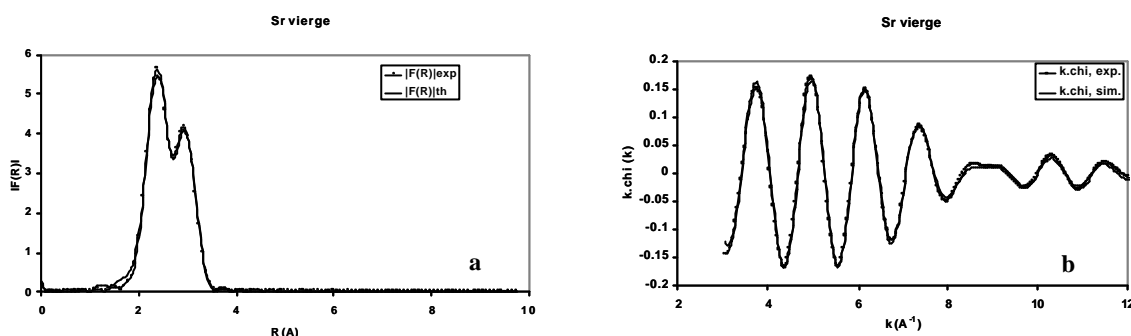 Sr vierge
6
5
4
3
2
1
0
|F(R)|
|F(R)|exp
|F(R)|th
a
0 2 4 6 8 10
R (A)
Sr vierge
0.2
0.15
0.1
0.05
0
-0.05
-0.1
-0.15
-0.2
k.chi (k)
k.chi, exp.
k.chi, sim.
b
2 4 6 8 10 12
k (A⁻¹)